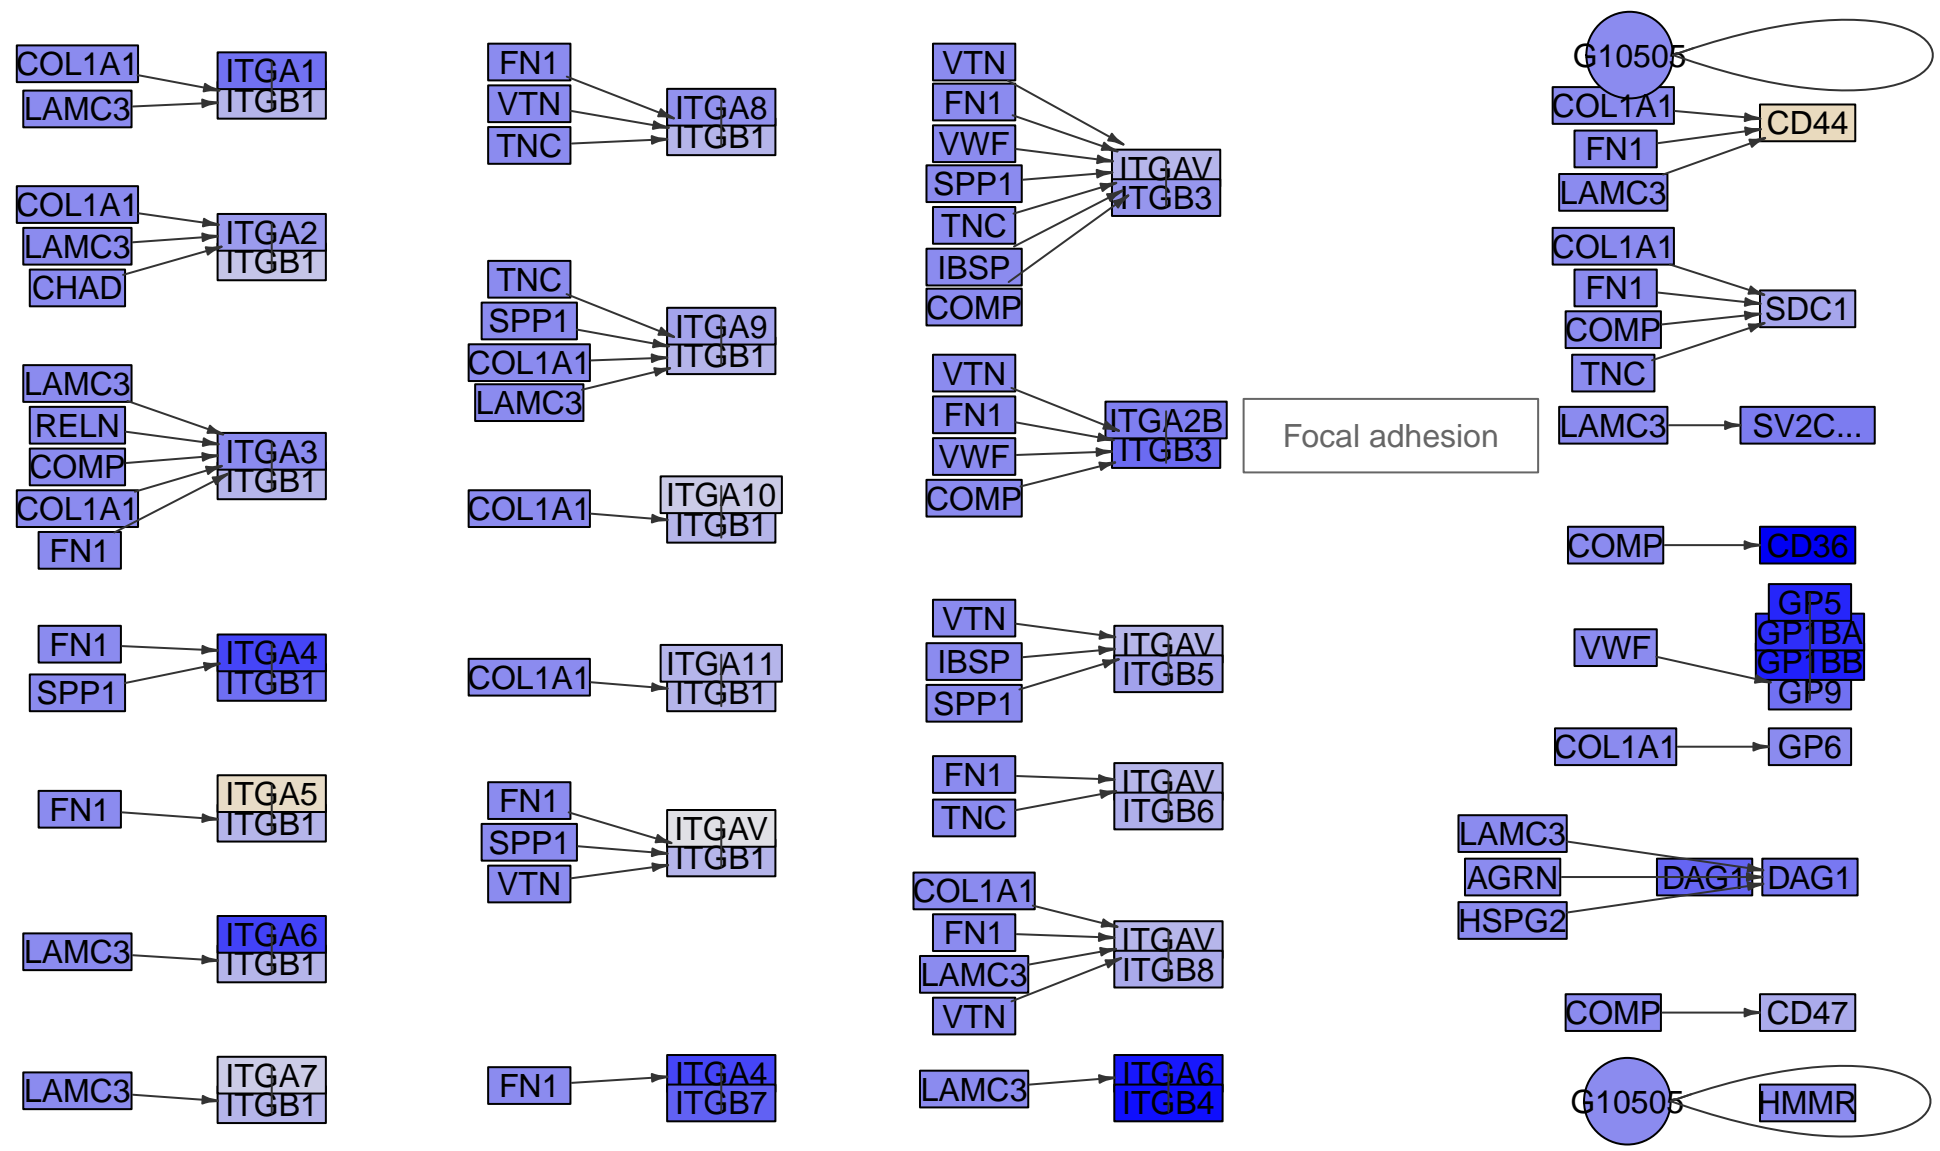 COL1A1
LAMC3
ITGA1
ITGB1
COL1A1
LAMC3
CHAD
ITGA2
ITGB1
LAMC3
RELN
COMP
COL1A1
FN1
ITGA3
ITGB1
FN1
SPP1
ITGA4
ITGB1
FN1
ITGA5
ITGB1
LAMC3
ITGA6
ITGB1
LAMC3
ITGA7
ITGB1
FN1
VTN
TNC
ITGA8
ITGB1
TNC
SPP1
COL1A1
LAMC3
ITGA9
ITGB1
COL1A1
ITGA10
ITGB1
COL1A1
ITGA11
ITGB1
FN1
SPP1
VTN
ITGAV
ITGB1
FN1
ITGA4
ITGB7
VTN
FN1
VWF
SPP1
TNC
IBSP
COMP
ITGAV
ITGB3
VTN
FN1
VWF
COMP
ITGA2B
ITGB3
Focal adhesion
VTN
IBSP
SPP1
ITGAV
ITGB5
FN1
TNC
ITGAV
ITGB6
COL1A1
FN1
LAMC3
VTN
ITGAV
ITGB8
LAMC3
ITGA6
ITGB4
G10505
COL1A1
FN1
LAMC3
CD44
COL1A1
FN1
COMP
TNC
SDC1
LAMC3
SV2C...
COMP
CD36
VWF
GP5
GP1BA
GP1BB
GP9
COL1A1
GP6
LAMC3
AGRN
HSPG2
DAG1
DAG1
COMP
CD47
G10505
HMMR